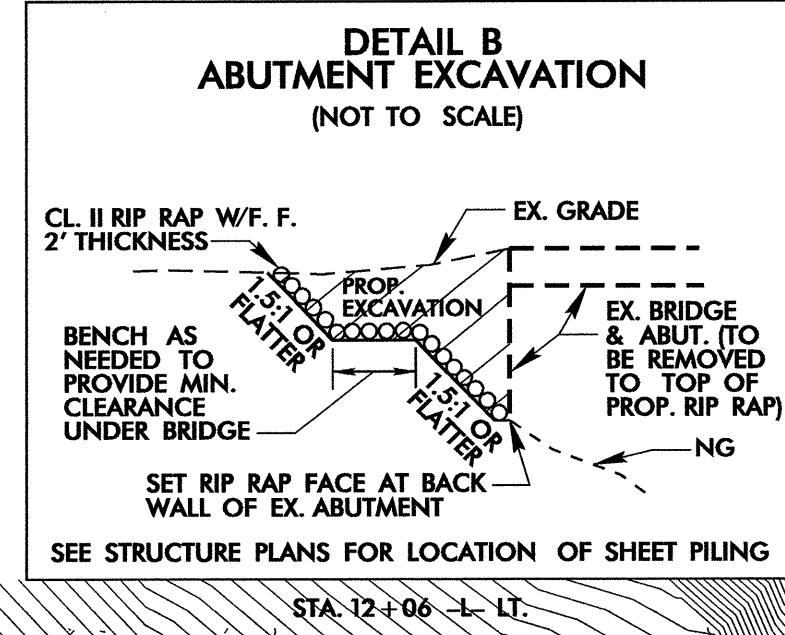 DETAIL B
ABUTMENT EXCAVATION
(NOT TO SCALE)
CL. II RIP RAP W/F. F.
2' THICKNESS
EX. GRADE
PROP.
EXCAVATION
1.5:1 OR
FLATTER
BENCH AS
NEEDED TO
PROVIDE MIN.
CLEARANCE
UNDER BRIDGE
1.5:1 OR
FLATTER
EX. BRIDGE
& ABUT. (TO
BE REMOVED
TO TOP OF
PROP. RIP RAP)
NG
SET RIP RAP FACE AT BACK
WALL OF EX. ABUTMENT
SEE STRUCTURE PLANS FOR LOCATION OF SHEET PILING
STA. 12+06 -L- LT.